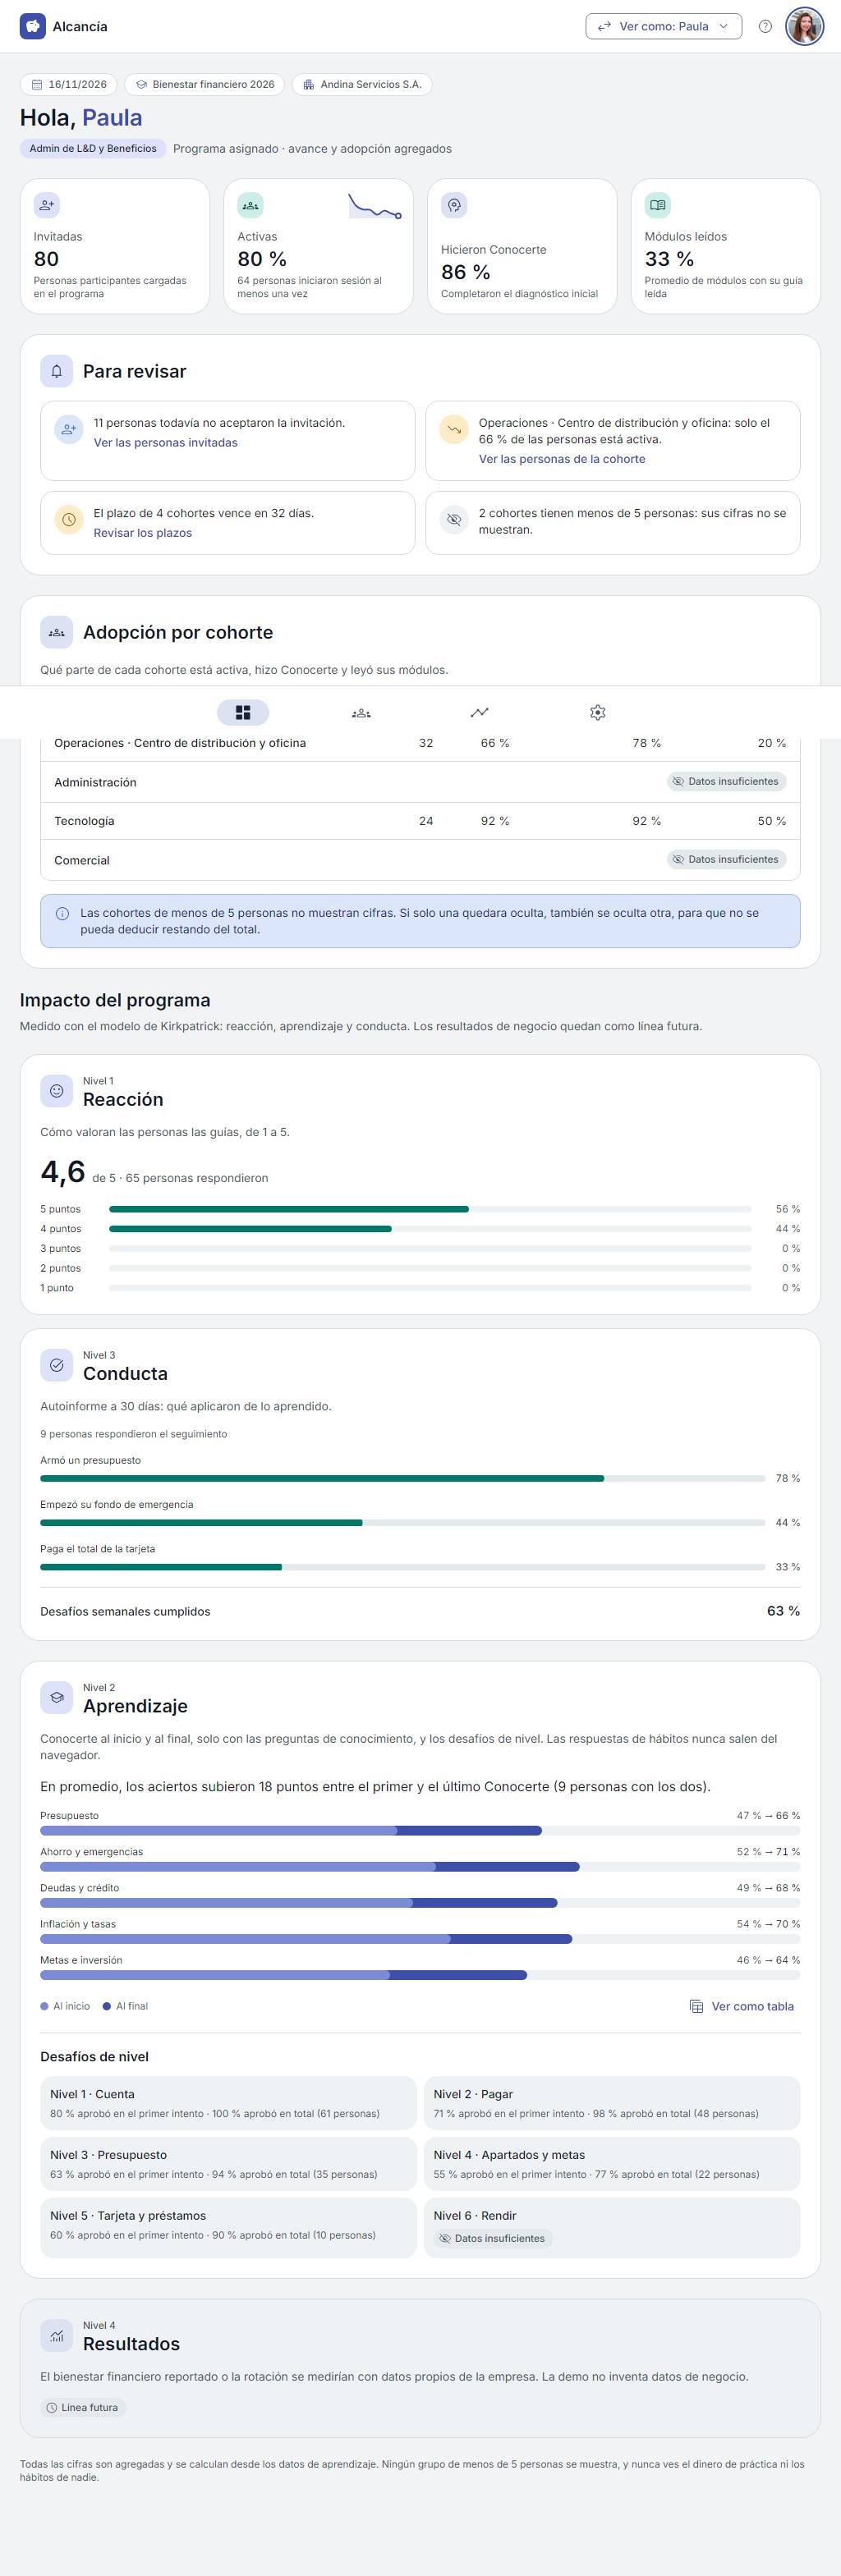 Alcancía
Ver como: Paula
16/11/2026
Bienestar financiero 2026
Andina Servicios S.A.
Hola, Paula
Admin de L&D y Beneficios
Programa asignado · avance y adopción agregados
Invitadas
80
Personas participantes cargadas
en el programa
Activas
80 %
64 personas iniciaron sesión al
menos una vez
Hicieron Conocerte
86 %
Completaron el diagnóstico inicial
Módulos leídos
33 %
Promedio de módulos con su guía
leída
Para revisar
11 personas todavía no aceptaron la invitación.
Ver las personas invitadas
Operaciones · Centro de distribución y oficina: solo el
66 % de las personas está activa.
Ver las personas de la cohorte
El plazo de 4 cohortes vence en 32 días.
Revisar los plazos
2 cohortes tienen menos de 5 personas: sus cifras no se
muestran.
Adopción por cohorte
Qué parte de cada cohorte está activa, hizo Conocerte y leyó sus módulos.
Operaciones · Centro de distribución y oficina 32 66 % 78 % 20 %
Administración Datos insuficientes
Tecnología 24 92 % 92 % 50 %
Comercial Datos insuficientes
Las cohortes de menos de 5 personas no muestran cifras. Si solo una quedara oculta, también se oculta otra, para que no se
pueda deducir restando del total.
Impacto del programa
Medido con el modelo de Kirkpatrick: reacción, aprendizaje y conducta. Los resultados de negocio quedan como línea futura.
Nivel 1
Reacción
Cómo valoran las personas las guías, de 1 a 5.
4,6 de 5 · 65 personas respondieron
5 puntos 56 %
4 puntos 44 %
3 puntos 0 %
2 puntos 0 %
1 punto 0 %
Nivel 3
Conducta
Autoinforme a 30 días: qué aplicaron de lo aprendido.
9 personas respondieron el seguimiento
Armó un presupuesto
78 %
Empezó su fondo de emergencia
44 %
Paga el total de la tarjeta
33 %
Desafíos semanales cumplidos 63 %
Nivel 2
Aprendizaje
Conocerte al inicio y al final, solo con las preguntas de conocimiento, y los desafíos de nivel. Las respuestas de hábitos nunca salen del
navegador.
En promedio, los aciertos subieron 18 puntos entre el primer y el último Conocerte (9 personas con los dos).
Presupuesto 47 % → 66 %
Ahorro y emergencias 52 % → 71 %
Deudas y crédito 49 % → 68 %
Inflación y tasas 54 % → 70 %
Metas e inversión 46 % → 64 %
Al inicio Al final Ver como tabla
Desafíos de nivel
Nivel 1 · Cuenta
80 % aprobó en el primer intento · 100 % aprobó en total (61 personas)
Nivel 2 · Pagar
71 % aprobó en el primer intento · 98 % aprobó en total (48 personas)
Nivel 3 · Presupuesto
63 % aprobó en el primer intento · 94 % aprobó en total (35 personas)
Nivel 4 · Apartados y metas
55 % aprobó en el primer intento · 77 % aprobó en total (22 personas)
Nivel 5 · Tarjeta y préstamos
60 % aprobó en el primer intento · 90 % aprobó en total (10 personas)
Nivel 6 · Rendir
Datos insuficientes
Nivel 4
Resultados
El bienestar financiero reportado o la rotación se medirían con datos propios de la empresa. La demo no inventa datos de negocio.
Línea futura
Todas las cifras son agregadas y se calculan desde los datos de aprendizaje. Ningún grupo de menos de 5 personas se muestra, y nunca ves el dinero de práctica ni los
hábitos de nadie.